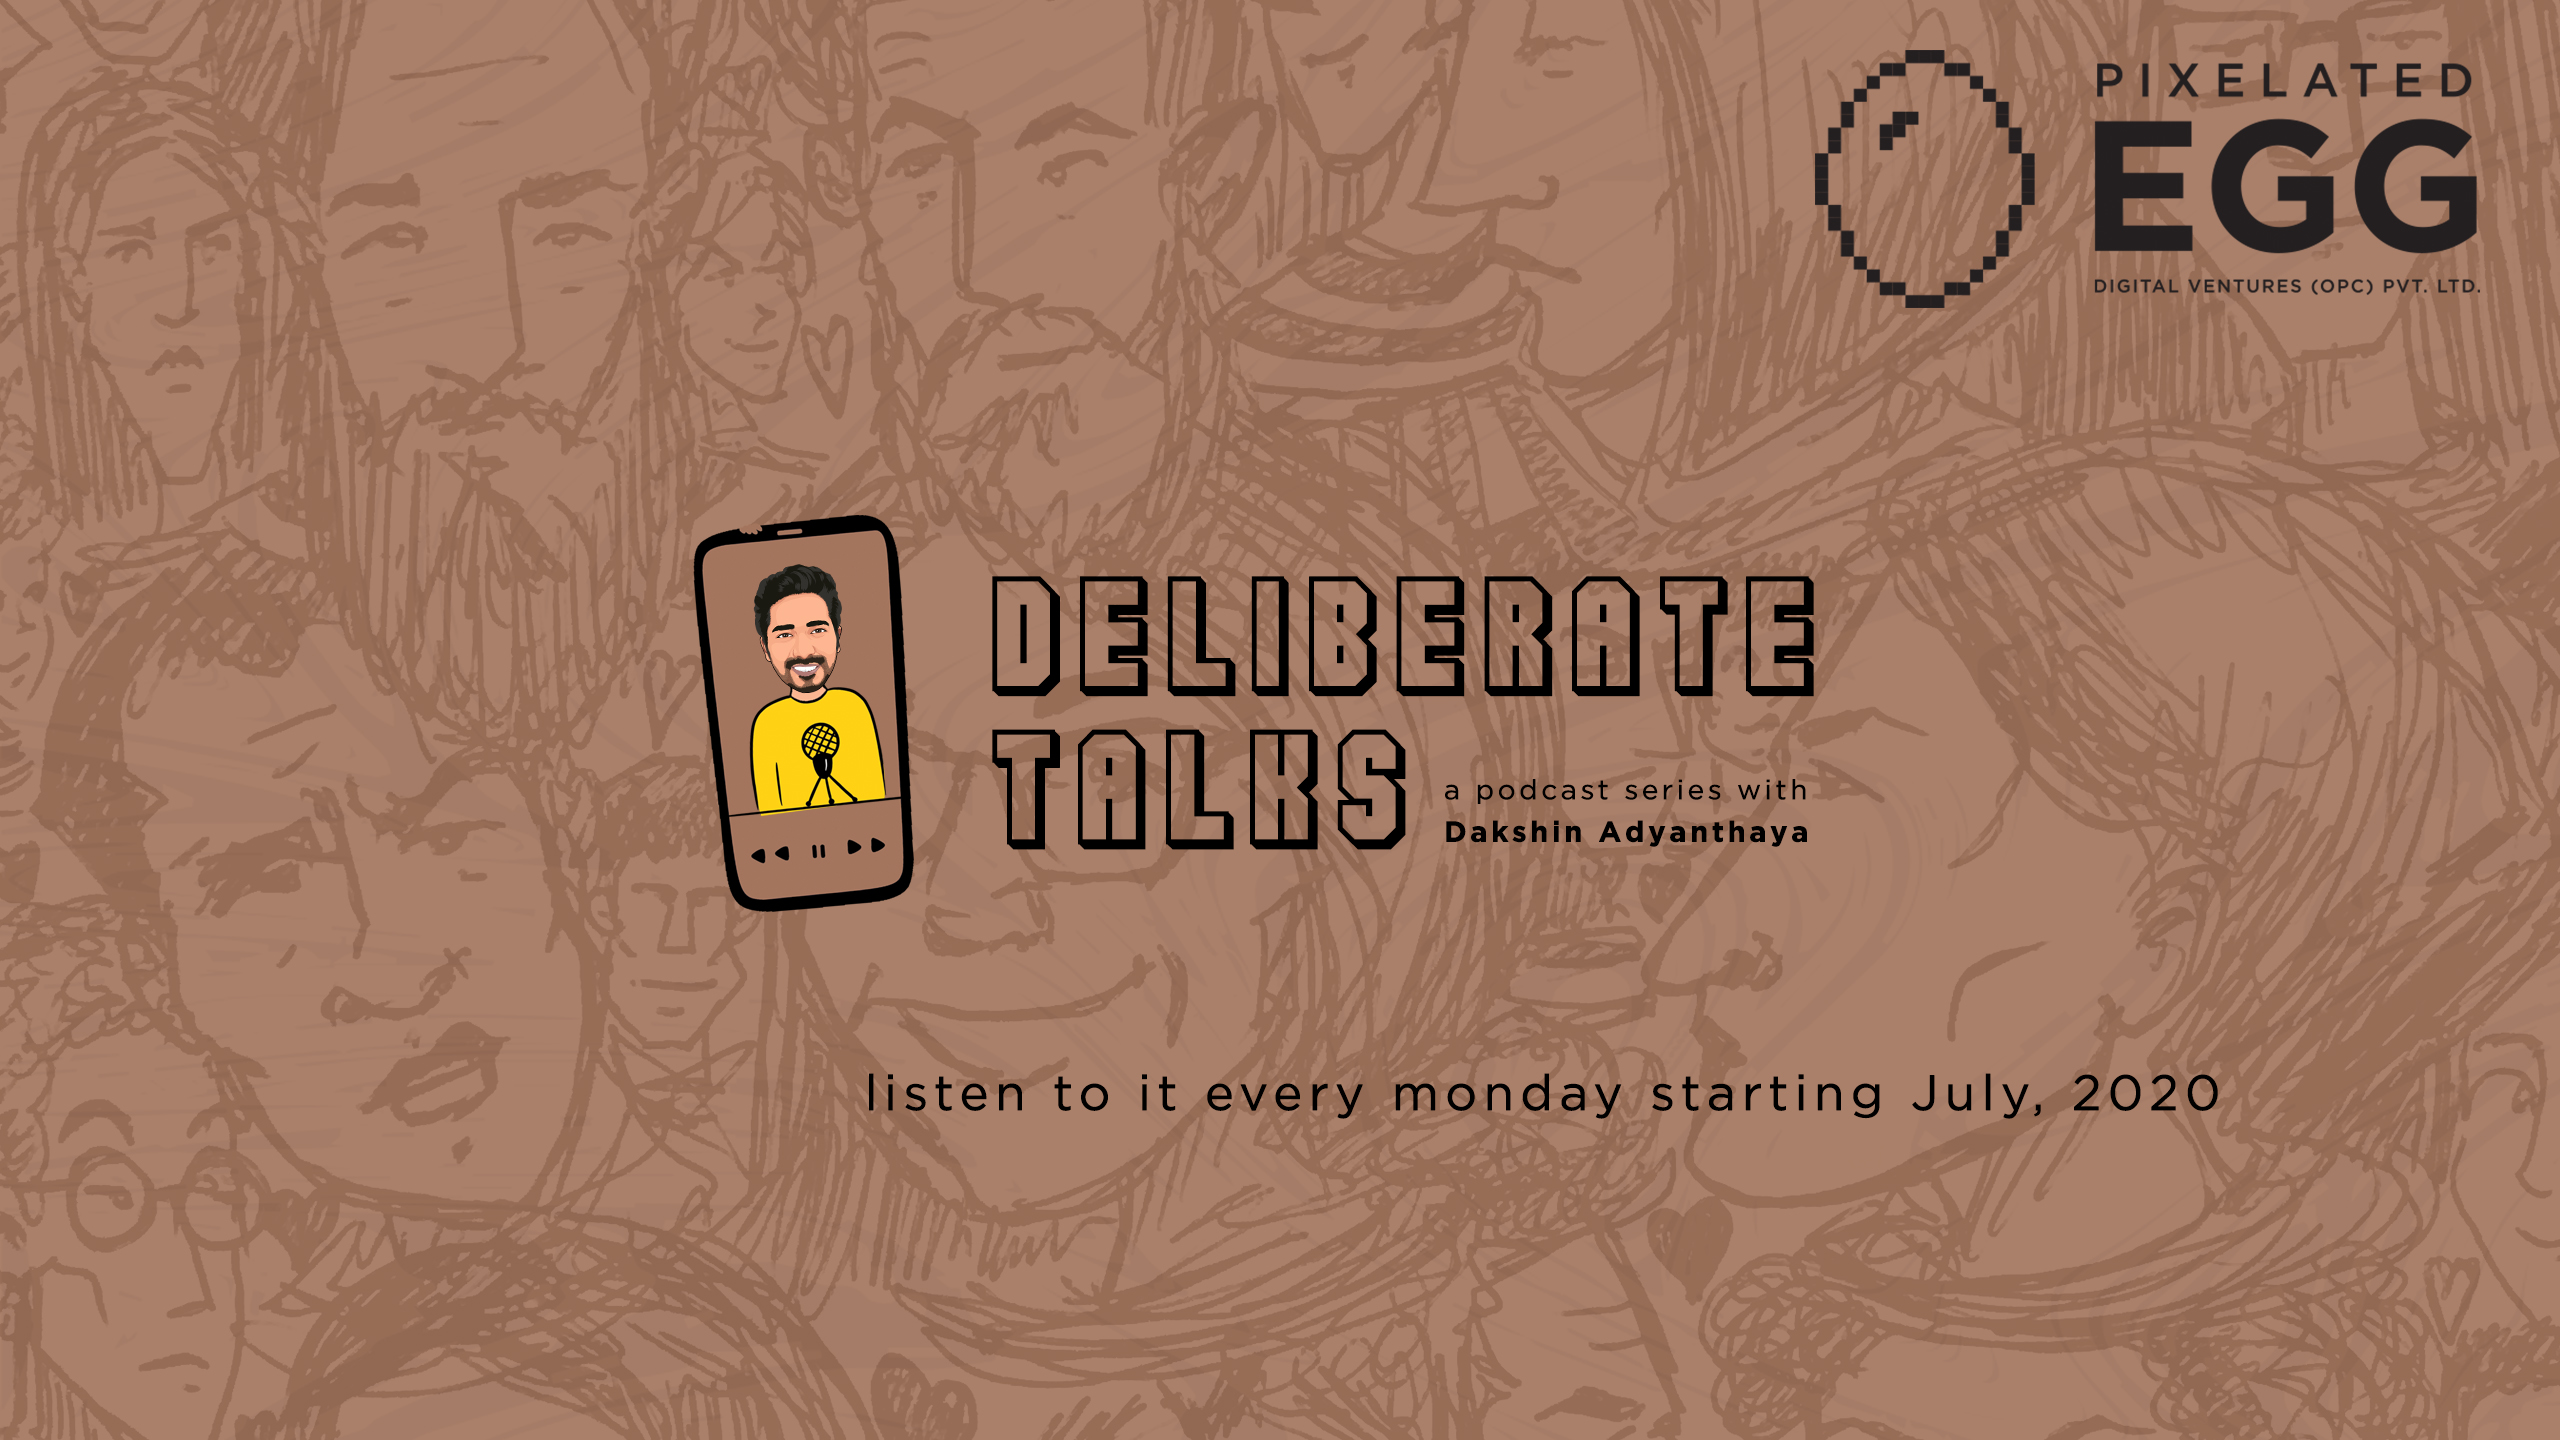 PIXELATED
EGG
DIGITAL VENTURES (OPC) PVT. LTD.
DELIBERATE
TALKS
a podcast series with
Dakshin Adyanthaya
listen to it every monday starting July, 2020